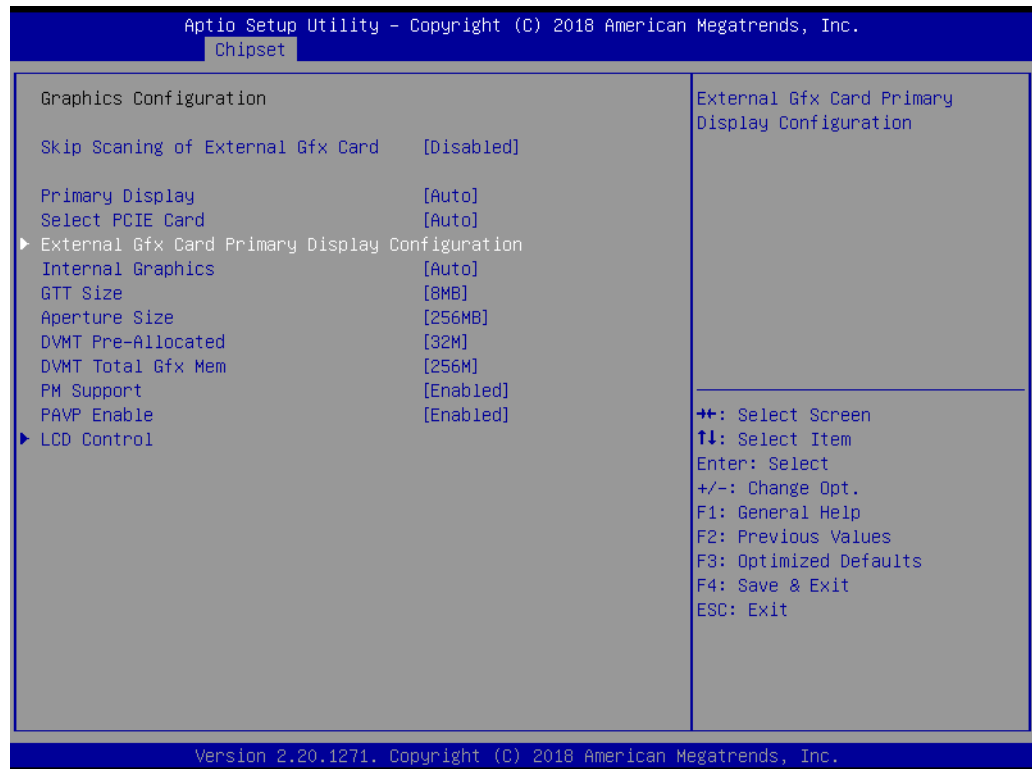 Aptio Setup Utility – Copyright (C) 2018 American Megatrends, Inc.
Chipset
Graphics Configuration
Skip Scaning of External Gfx Card [Disabled]
Primary Display [Auto]
Select PCIE Card [Auto]
External Gfx Card Primary Display Configuration
Internal Graphics [Auto]
GTT Size [8MB]
Aperture Size [256MB]
DVMT Pre-Allocated [32M]
DVMT Total Gfx Mem [256M]
PM Support [Enabled]
PAVP Enable [Enabled]
LCD Control
External Gfx Card Primary
Display Configuration
→←: Select Screen
↑↓: Select Item
Enter: Select
+/-: Change Opt.
F1: General Help
F2: Previous Values
F3: Optimized Defaults
F4: Save & Exit
ESC: Exit
Version 2.20.1271. Copyright (C) 2018 American Megatrends, Inc.